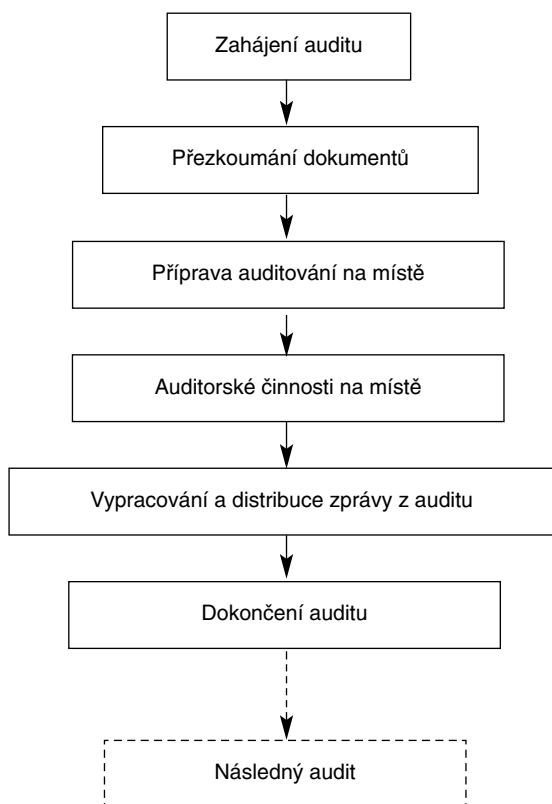 Zahájení auditu
Přezkoumání dokumentů
Příprava auditování na místě
Auditorské činnosti na místě
Vypracování a distribuce zprávy z auditu
Dokončení auditu
Následný audit